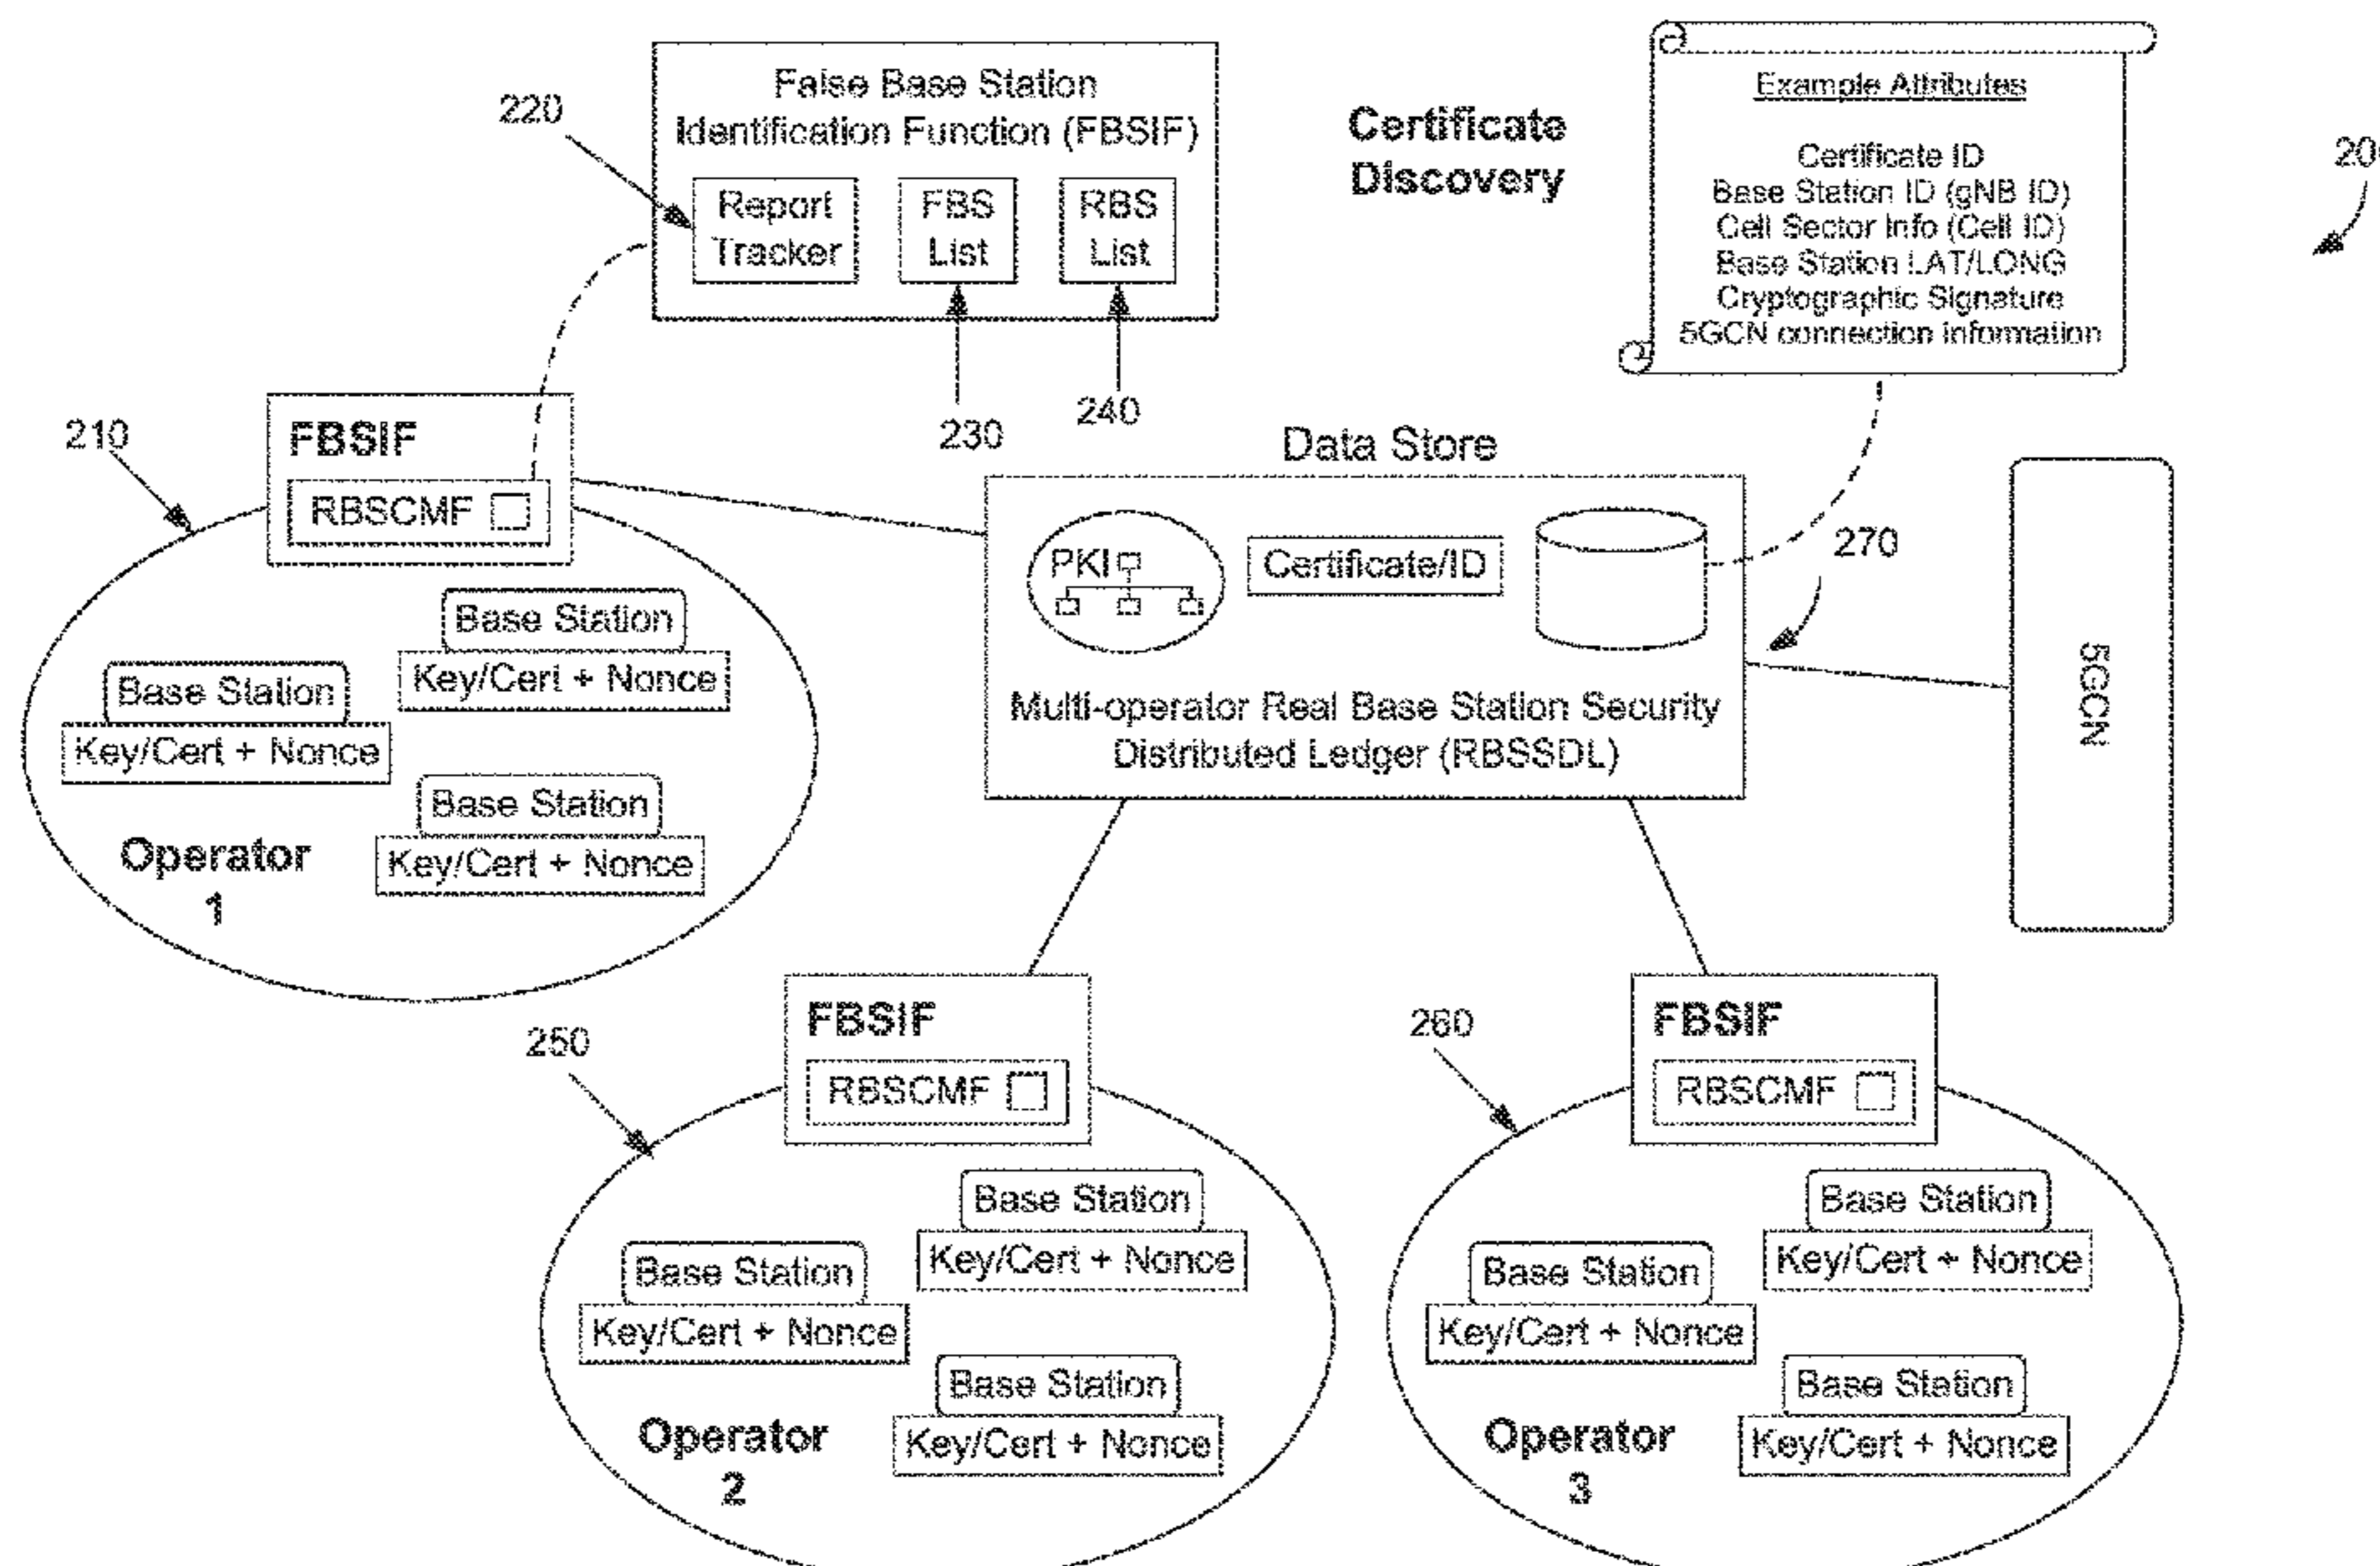 False Base Station
Identification Function (FBSIF)
220
Report
Tracker
FBS
List
RBS
List
230
240
Certificate
Discovery
Example Attributes
Certificate ID
Base Station ID (gNB ID)
Cell Sector Info (Cell ID)
Base Station LAT/LONG
Cryptographic Signature
5GCN connection information
210
FBSIF
RBSCMF
Base Station
Key/Cert + Nonce
Base Station
Key/Cert + Nonce
Base Station
Key/Cert + Nonce
Operator
1
Data Store
PKI
Certificate/ID
270
Multi-operator Real Base Station Security
Distributed Ledger (RBSSDL)
5GCN
250
FBSIF
RBSCMF
Base Station
Key/Cert + Nonce
Base Station
Key/Cert + Nonce
Base Station
Key/Cert + Nonce
Operator
2
260
FBSIF
RBSCMF
Base Station
Key/Cert + Nonce
Base Station
Key/Cert + Nonce
Base Station
Key/Cert + Nonce
Operator
3